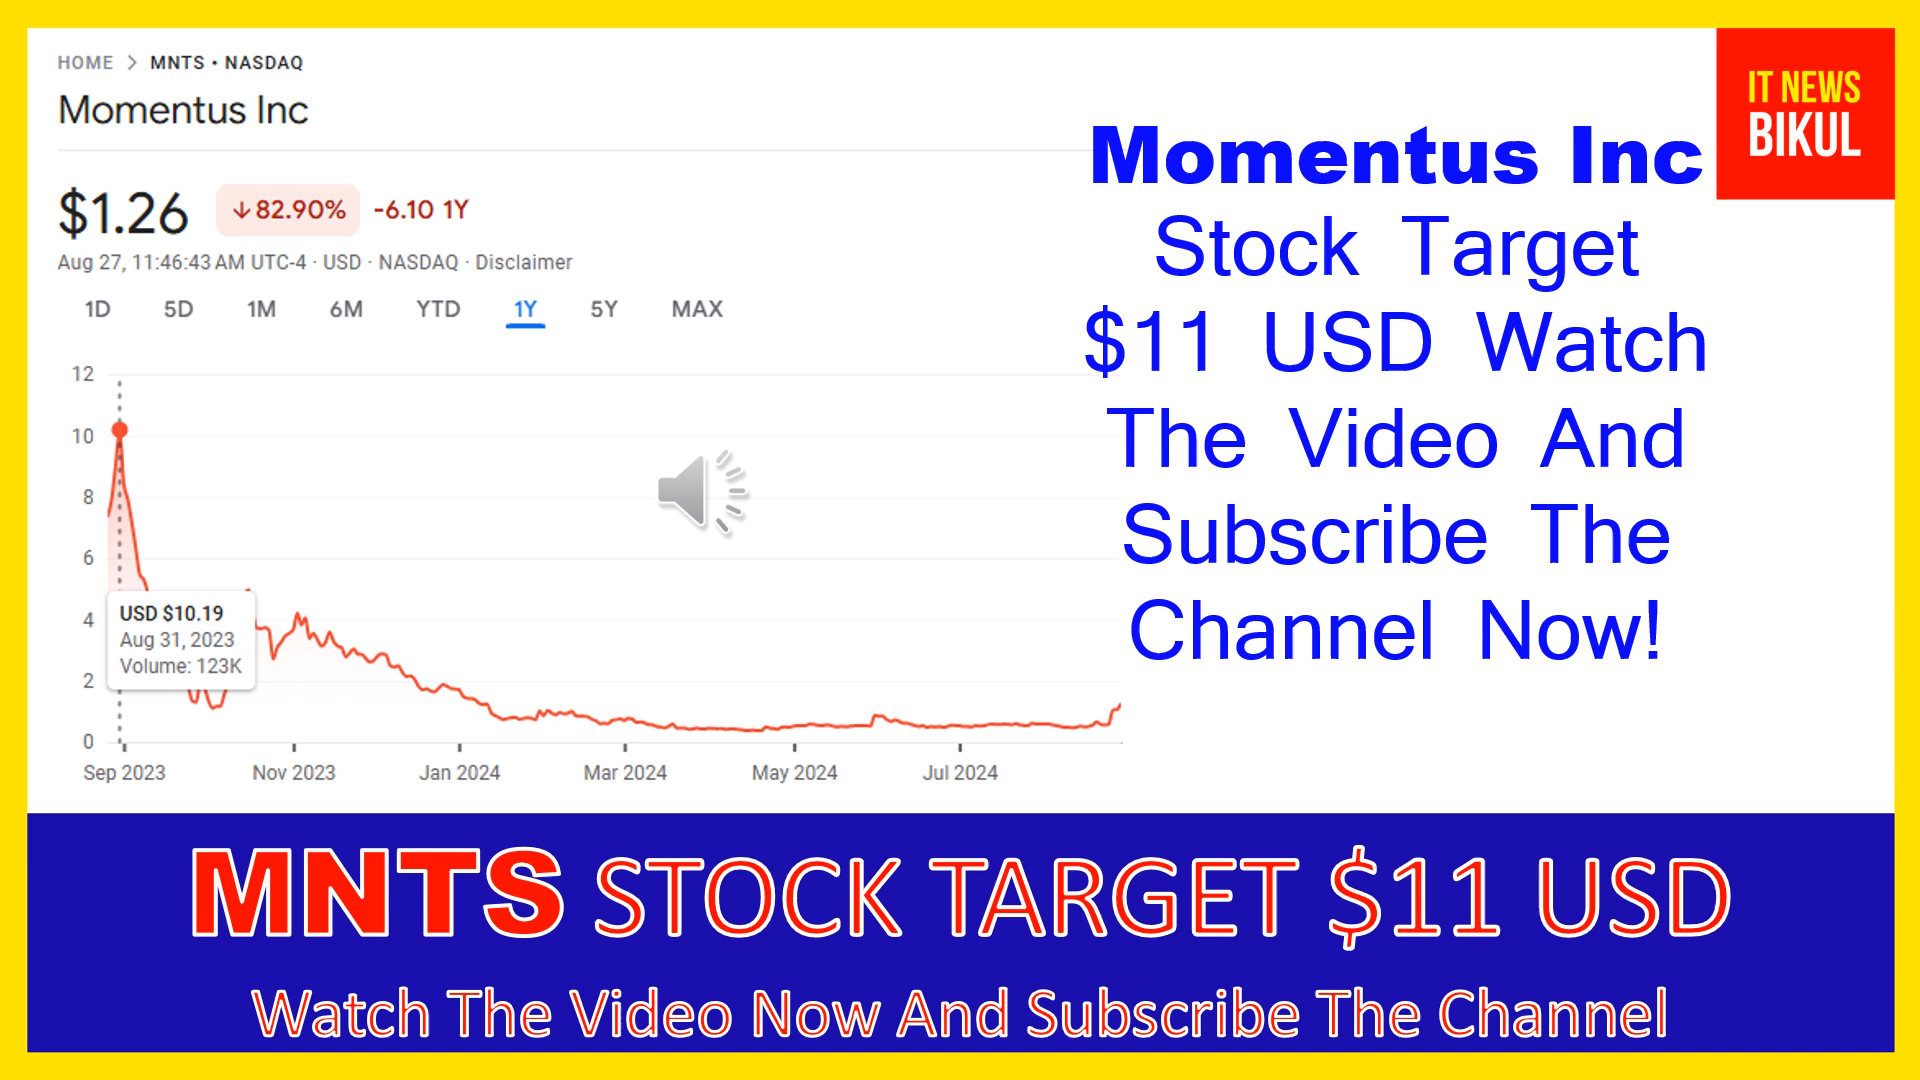 HOME > MNTS • NASDAQ
Momentus Inc
$1.26 ↓82.90% -6.10 1Y
Aug 27, 11:46:43 AM UTC-4 · USD · NASDAQ · Disclaimer
1D 5D 1M 6M YTD 1Y 5Y MAX
12
10
8
6
4
2
0
USD $10.19
Aug 31, 2023
Volume: 123K
Sep 2023 Nov 2023 Jan 2024 Mar 2024 May 2024 Jul 2024
Momentus Inc
Stock Target
$11 USD Watch
The Video And
Subscribe The
Channel Now!
IT NEWS
BIKUL
MNTS STOCK TARGET $11 USD
Watch The Video Now And Subscribe The Channel